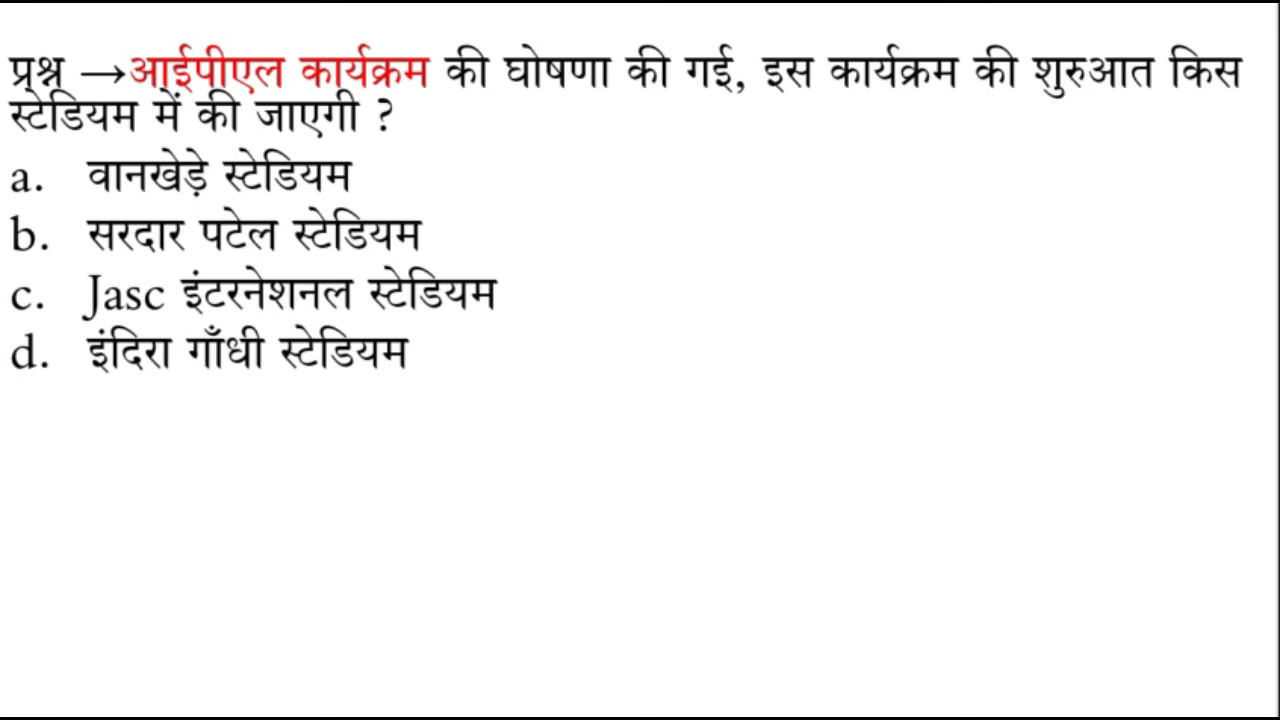 प्रश्न →आईपीएल कार्यक्रम की घोषणा की गई, इस कार्यक्रम की शुरुआत किस
स्टेडियम में की जाएगी ?
a. वानखेड़े स्टेडियम
b. सरदार पटेल स्टेडियम
c. Jasc इंटरनेशनल स्टेडियम
d. इंदिरा गाँधी स्टेडियम